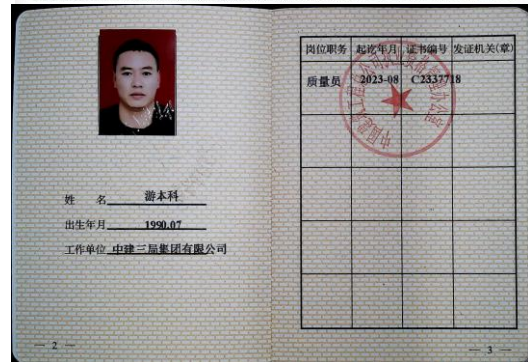 姓 名 游本科
出生年月 1990.07
工作单位 中建三局集团有限公司
— 2 —
岗位职务 起讫年月 证书编号 发证机关(章)
质量员 2023-08 C2337718
— 3 —